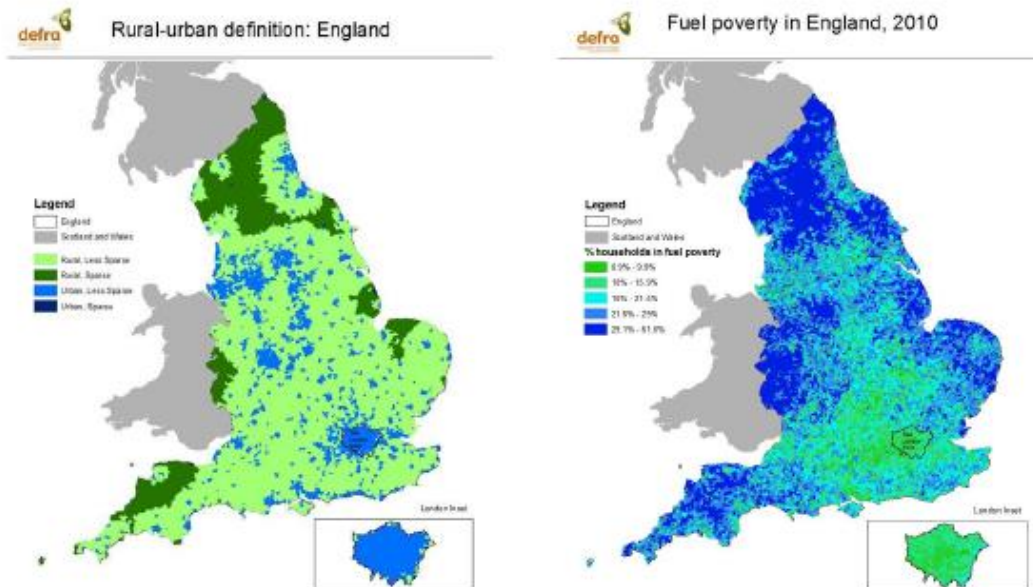 defra
Rural-urban definition: England
Legend
England
Scotland and Wales
Rural, Less Sparse
Rural, Sparse
Urban, Less Sparse
Urban, Sparse
London Inset
defra
Fuel poverty in England, 2010
Legend
England
Scotland and Wales
% households in fuel poverty
London Inset